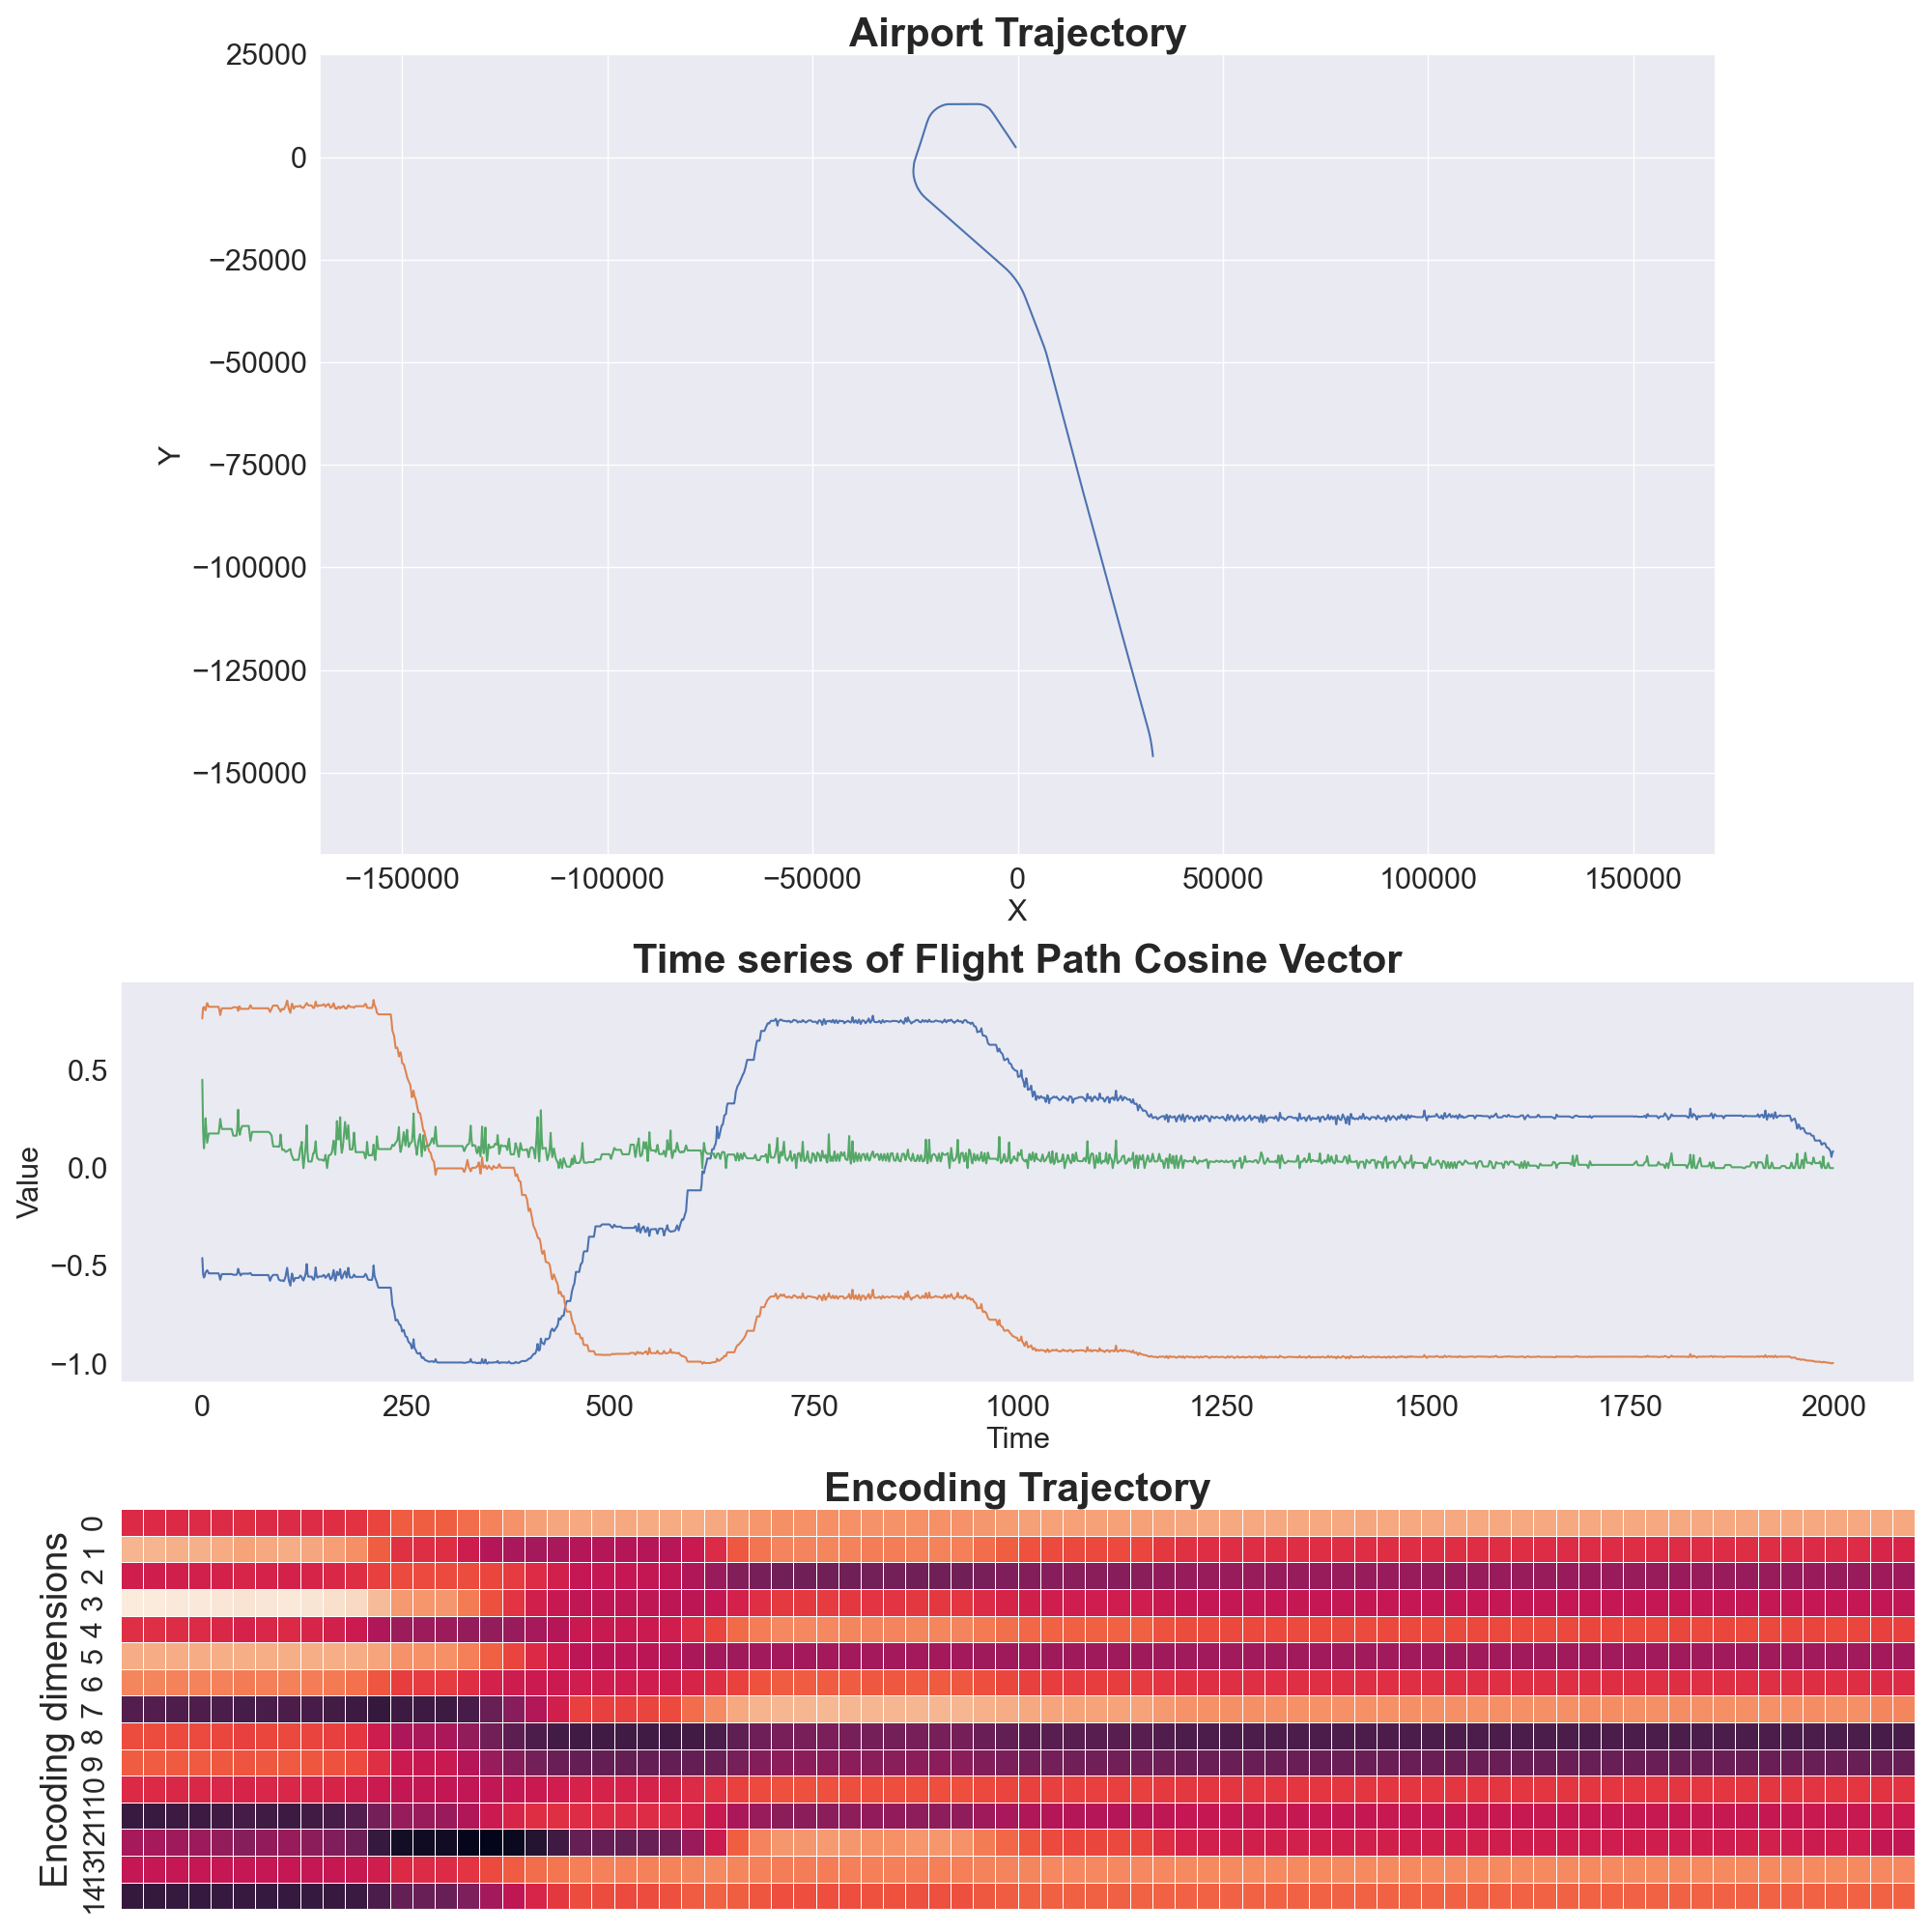 Airport Trajectory
25000
0
−25000
−50000
−75000
−100000
−125000
−150000
Y
−150000 −100000 −50000 0 50000 100000 150000
X
Time series of Flight Path Cosine Vector
0.5
0.0
−0.5
−1.0
Value
0 250 500 750 1000 1250 1500 1750 2000
Time
Encoding Trajectory
Encoding dimensions
0
1
2
3
4
5
6
7
8
9
10
11
12
13
14